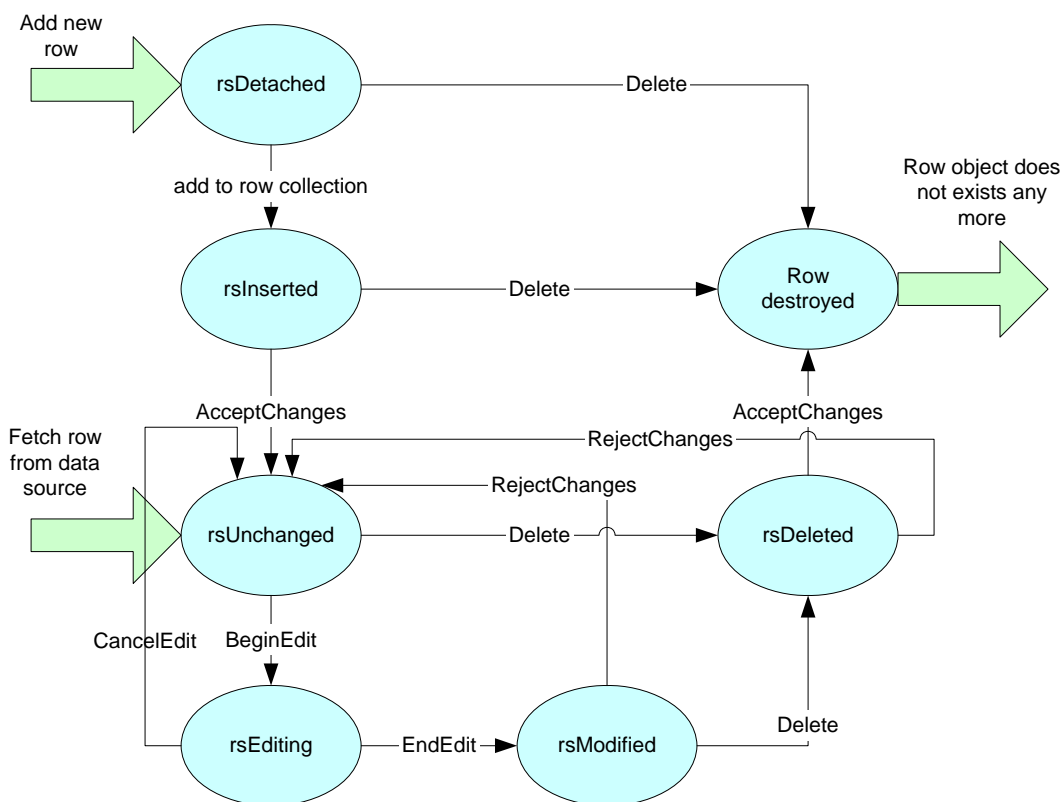 Add new
row
rsDetached
Delete
add to row collection
Row object does
not exists any
more
rsInserted
Delete
Row
destroyed
AcceptChanges
AcceptChanges
Fetch row
from data
source
RejectChanges
RejectChanges
rsUnchanged
Delete
rsDeleted
CancelEdit
BeginEdit
rsEditing
EndEdit
rsModified
Delete